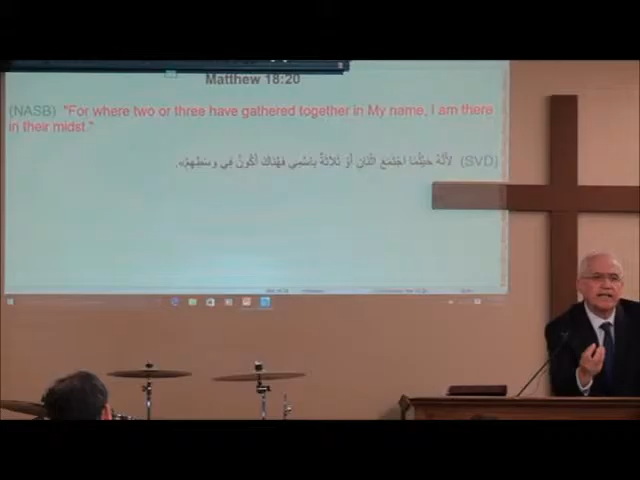 Matthew 18:20
(NASB) "For where two or three have gathered together in My name, I am there
in their midst."
(SVD) لأَنَّهُ حَيْثُمَا اجْتَمَعَ اثْنَانِ أَوْ ثَلاَثَةٌ بِاسْمِي فَهُنَاكَ أَكُونُ فِي وَسَطِهِمْ».